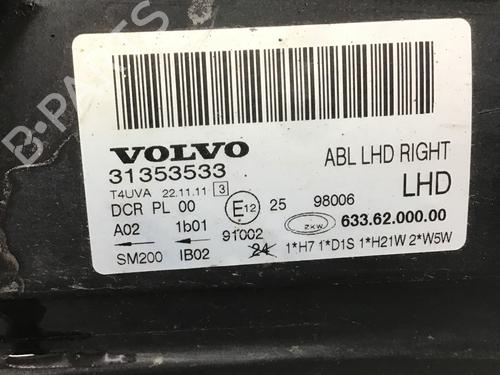 B-PARTS
VOLVO
31353533
ABL LHD RIGHT
T4UVA 22.11.11 3
LHD
DCR PL 00 E12 25 98006
ZKW 633.62.000.00
A02 1b01 91002
SM200 IB02 24 1*H7 1*D1S 1*H21W 2*W5W